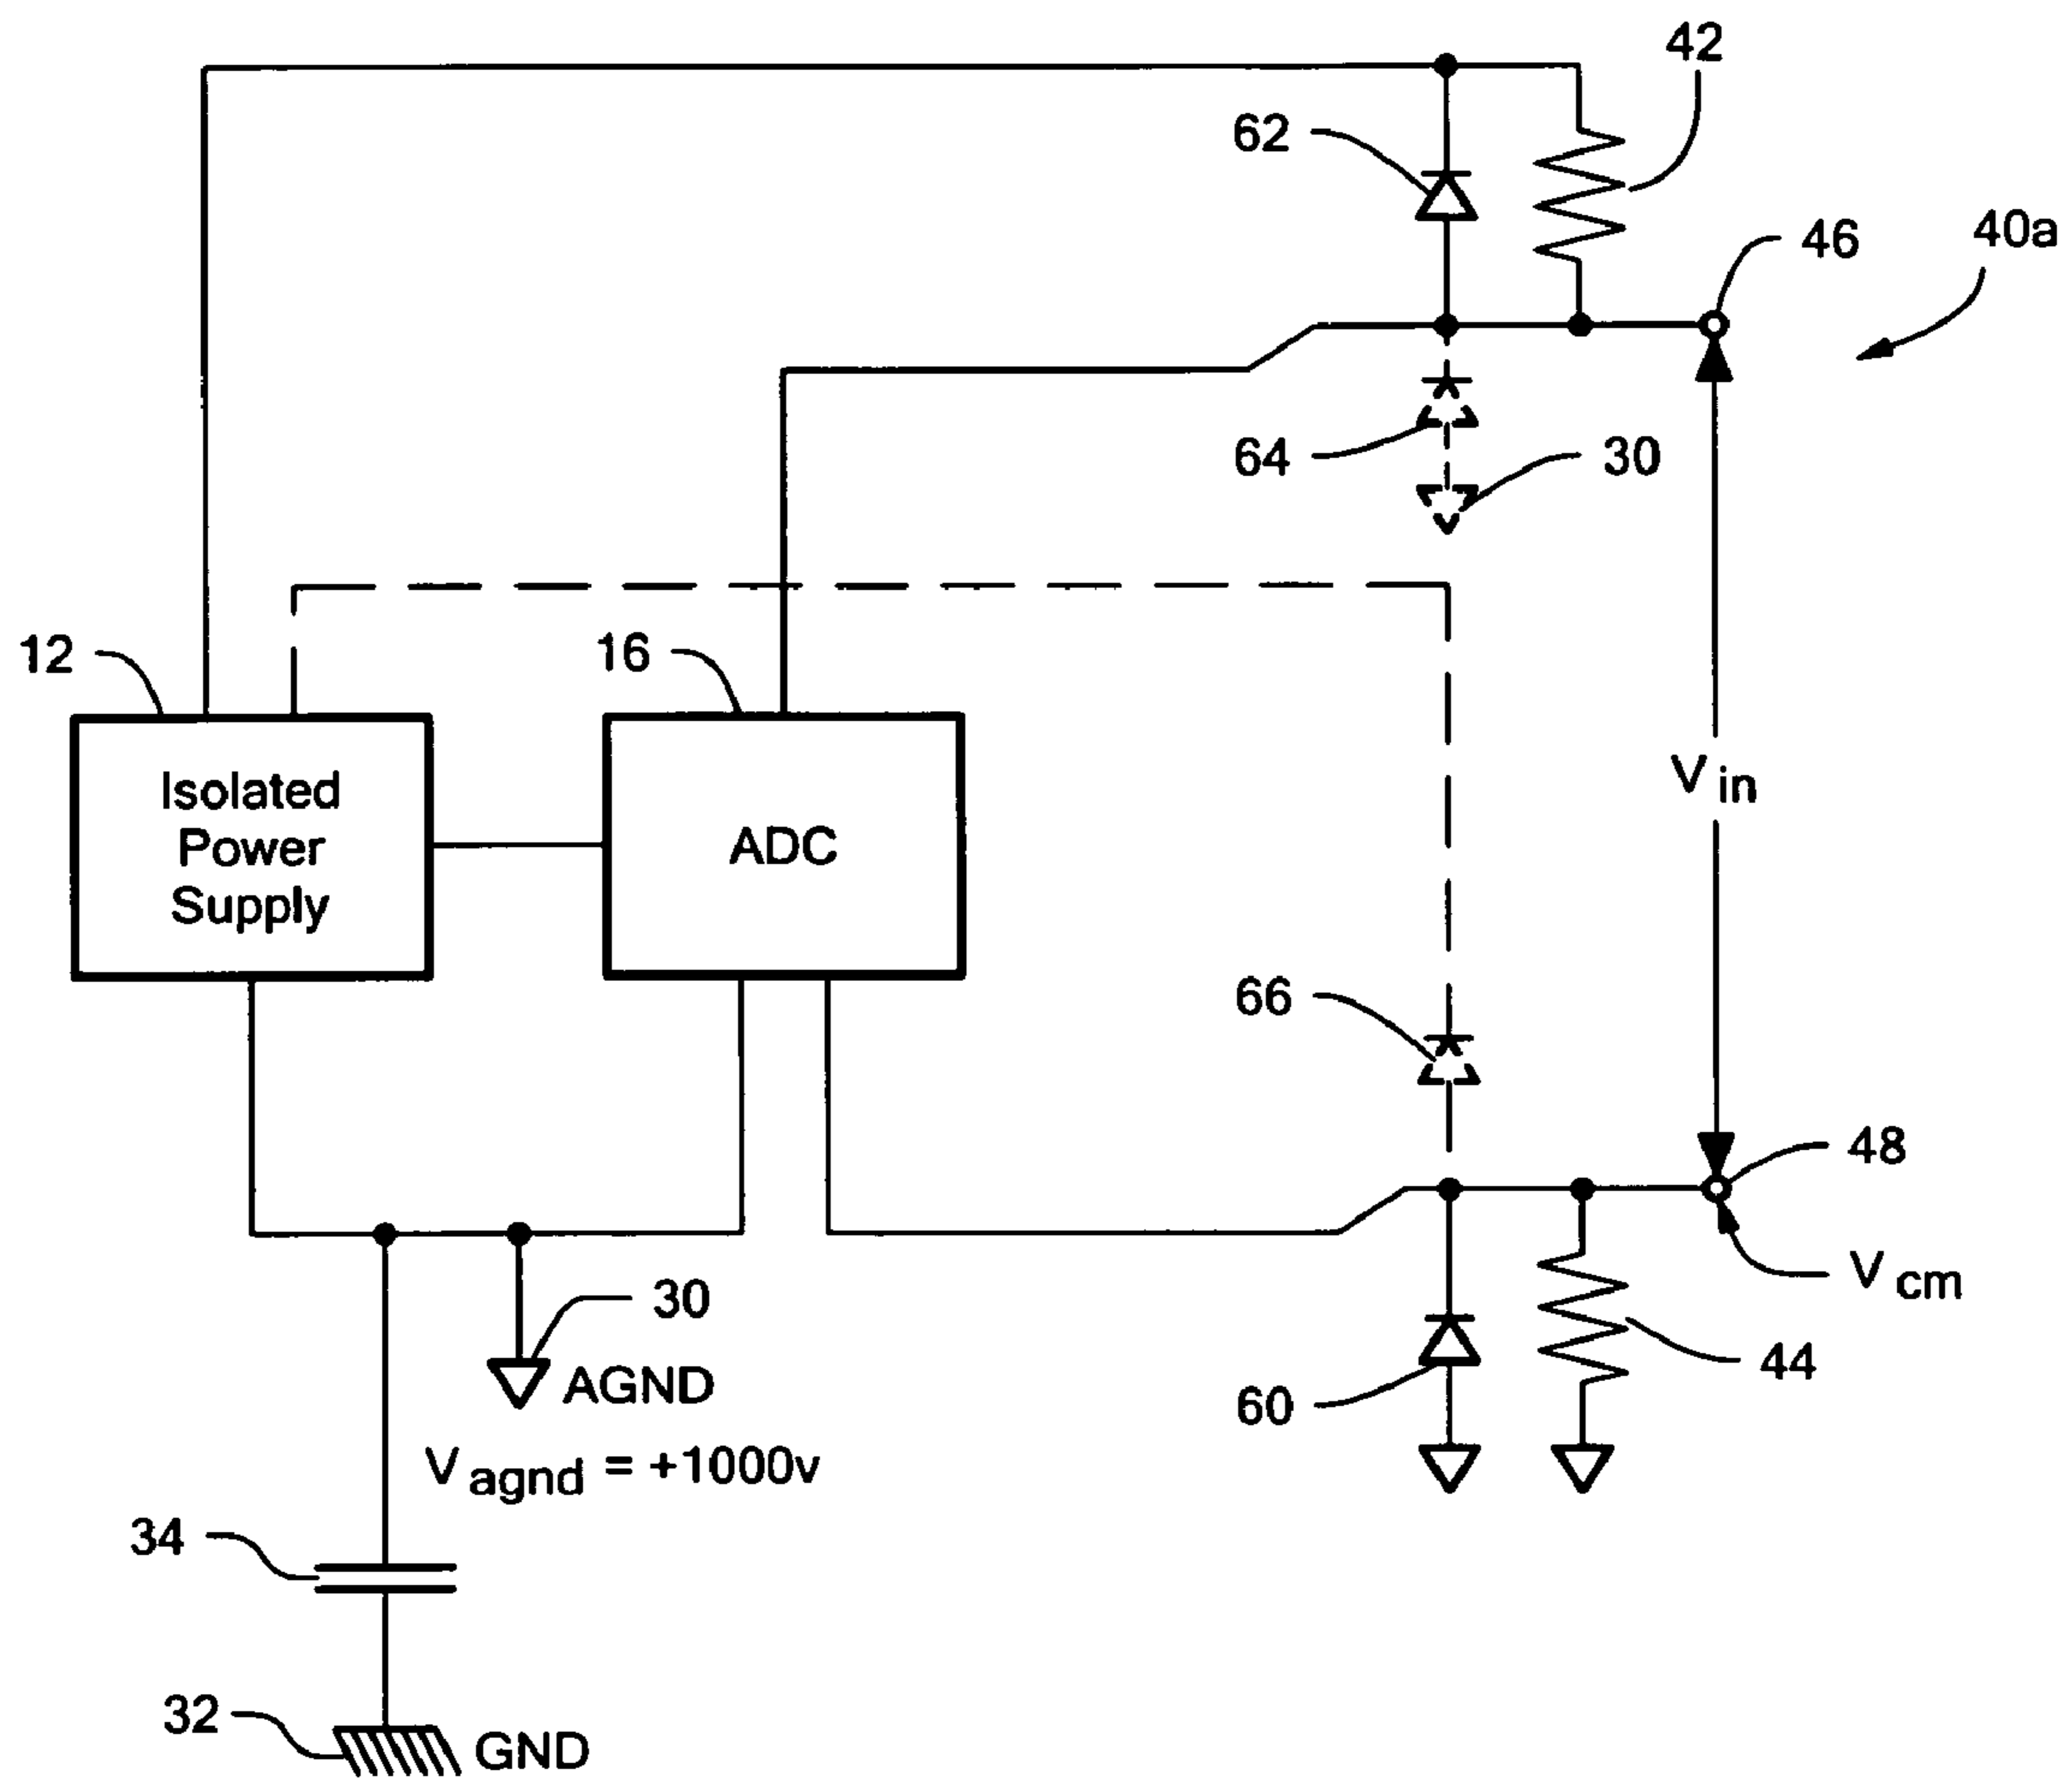 42
62
46
40a
64
30
12
16
Isolated
Power
Supply
ADC
V in
66
48
V cm
30
AGND
44
60
V agnd = +1000v
34
32
GND